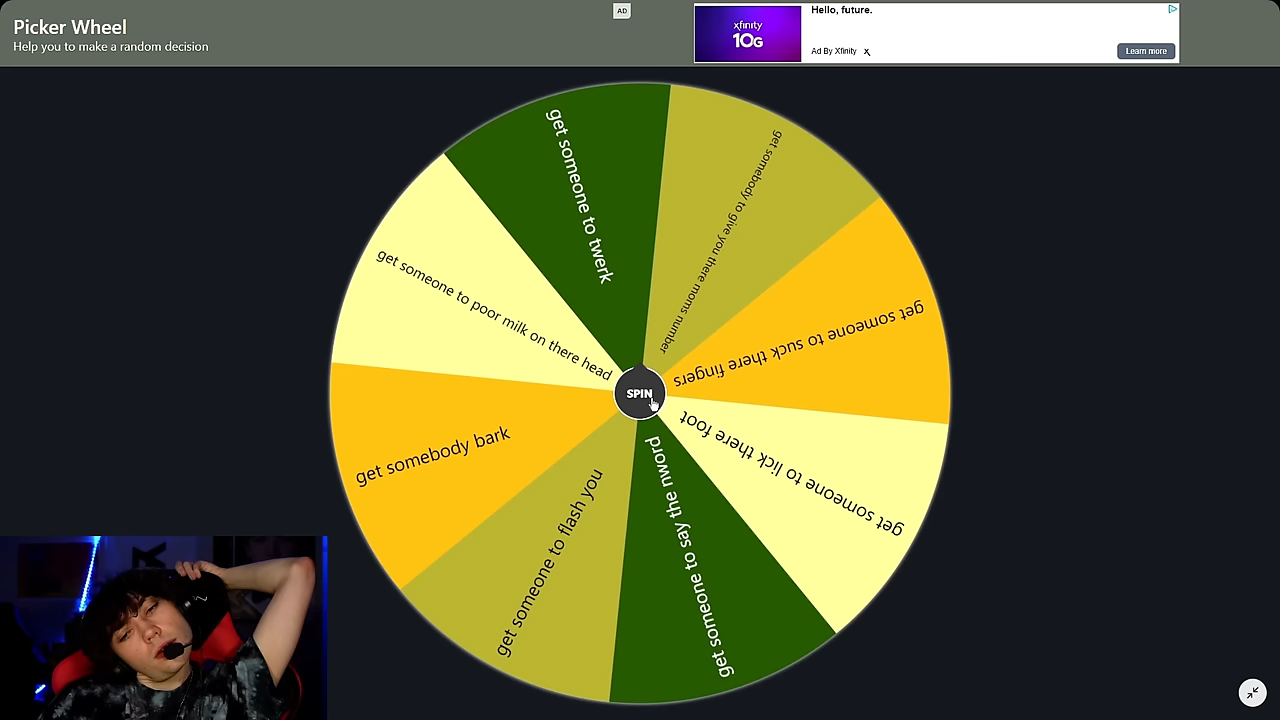 Picker Wheel
Help you to make a random decision
AD
xfinity
10G
Hello, future.
Ad By Xfinity
Learn more
get someone to twerk
get somebody to give you there moms number
get someone to suck there fingers
get someone to lick there foot
get someone to say the nword
get someone to flash you
get somebody bark
get someone to poor milk on there head
SPIN